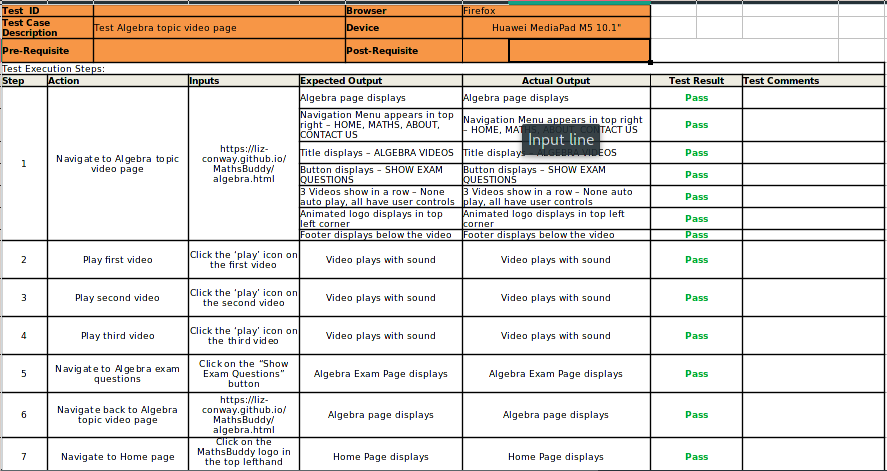 Test ID Browser Firefox
Test Case Description Test Algebra topic video page Device Huawei MediaPad M5 10.1"
Pre-Requisite Post-Requisite
Test Execution Steps:
Step Action Inputs Expected Output Actual Output Test Result Test Comments
1
Navigate to Algebra topic
video page
https://liz-
conway.github.io/
MathsBuddy/
algebra.html
Algebra page displays Algebra page displays Pass
Navigation Menu appears in top
right – HOME, MATHS, ABOUT,
CONTACT US
Navigation Menu appears in top right
– HOME, MATHS, ABOUT, CONTACT US
Pass
Input line
Title displays – ALGEBRA VIDEOS Title displays – ALGEBRA VIDEOS Pass
Button displays – SHOW EXAM
QUESTIONS
Button displays – SHOW EXAM
QUESTIONS
Pass
3 Videos show in a row – None
auto play, all have user controls
3 Videos show in a row – None auto
play, all have user controls
Pass
Animated logo displays in top
left corner
Animated logo displays in top left
corner
Pass
Footer displays below the video Footer displays below the video Pass
2 Play first video
Click the ‘play’ icon on
the first video
Video plays with sound Video plays with sound Pass
3 Play second video
Click the ‘play’ icon on
the second video
Video plays with sound Video plays with sound Pass
4 Play third video
Click the ‘play’ icon on
the third video
Video plays with sound Video plays with sound Pass
5
Navigate to Algebra exam
questions
Click on the “Show
Exam Questions”
button
Algebra Exam Page displays Algebra Exam Page displays Pass
6
Navigate back to Algebra
topic video page
https://liz-
conway.github.io/
MathsBuddy/
algebra.html
Algebra page displays Algebra page displays Pass
7 Navigate to Home page
Click on the
MathsBuddy logo in
the top lefthand
Home Page displays Home Page displays Pass